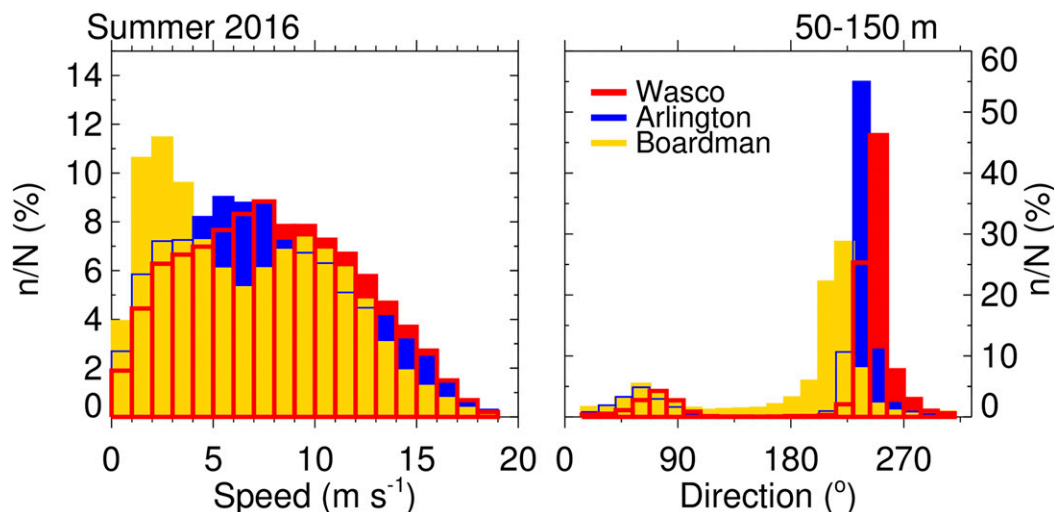 Summer 2016
50-150 m
n/N (%)
14
12
10
8
6
4
2
0
0
5
10
15
20
Speed (m s-1)
Wasco
Arlington
Boardman
60
50
40
30
20
10
0
n/N (%)
0
90
180
270
Direction (º)